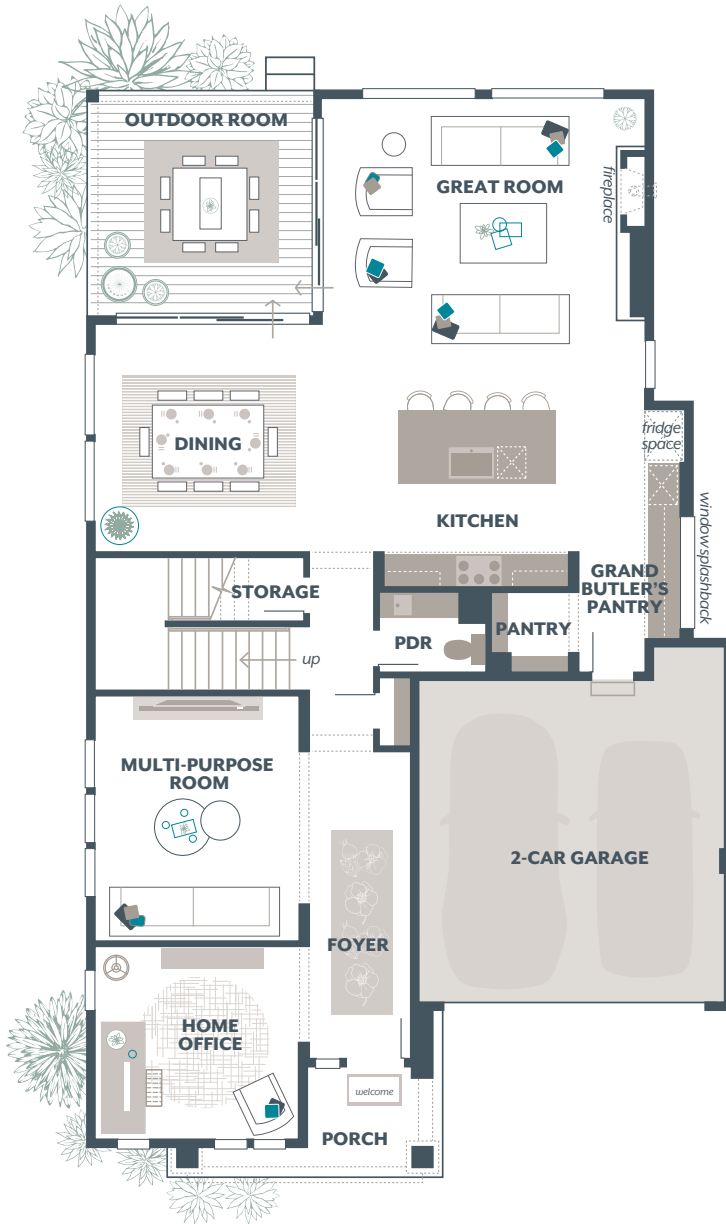 OUTDOOR ROOM
GREAT ROOM
fireplace
DINING
fridge
space
KITCHEN
window splashback
GRAND
BUTLER'S
PANTRY
STORAGE
PANTRY
PDR
up
MULTI-PURPOSE
ROOM
2-CAR GARAGE
FOYER
HOME
OFFICE
welcome
PORCH